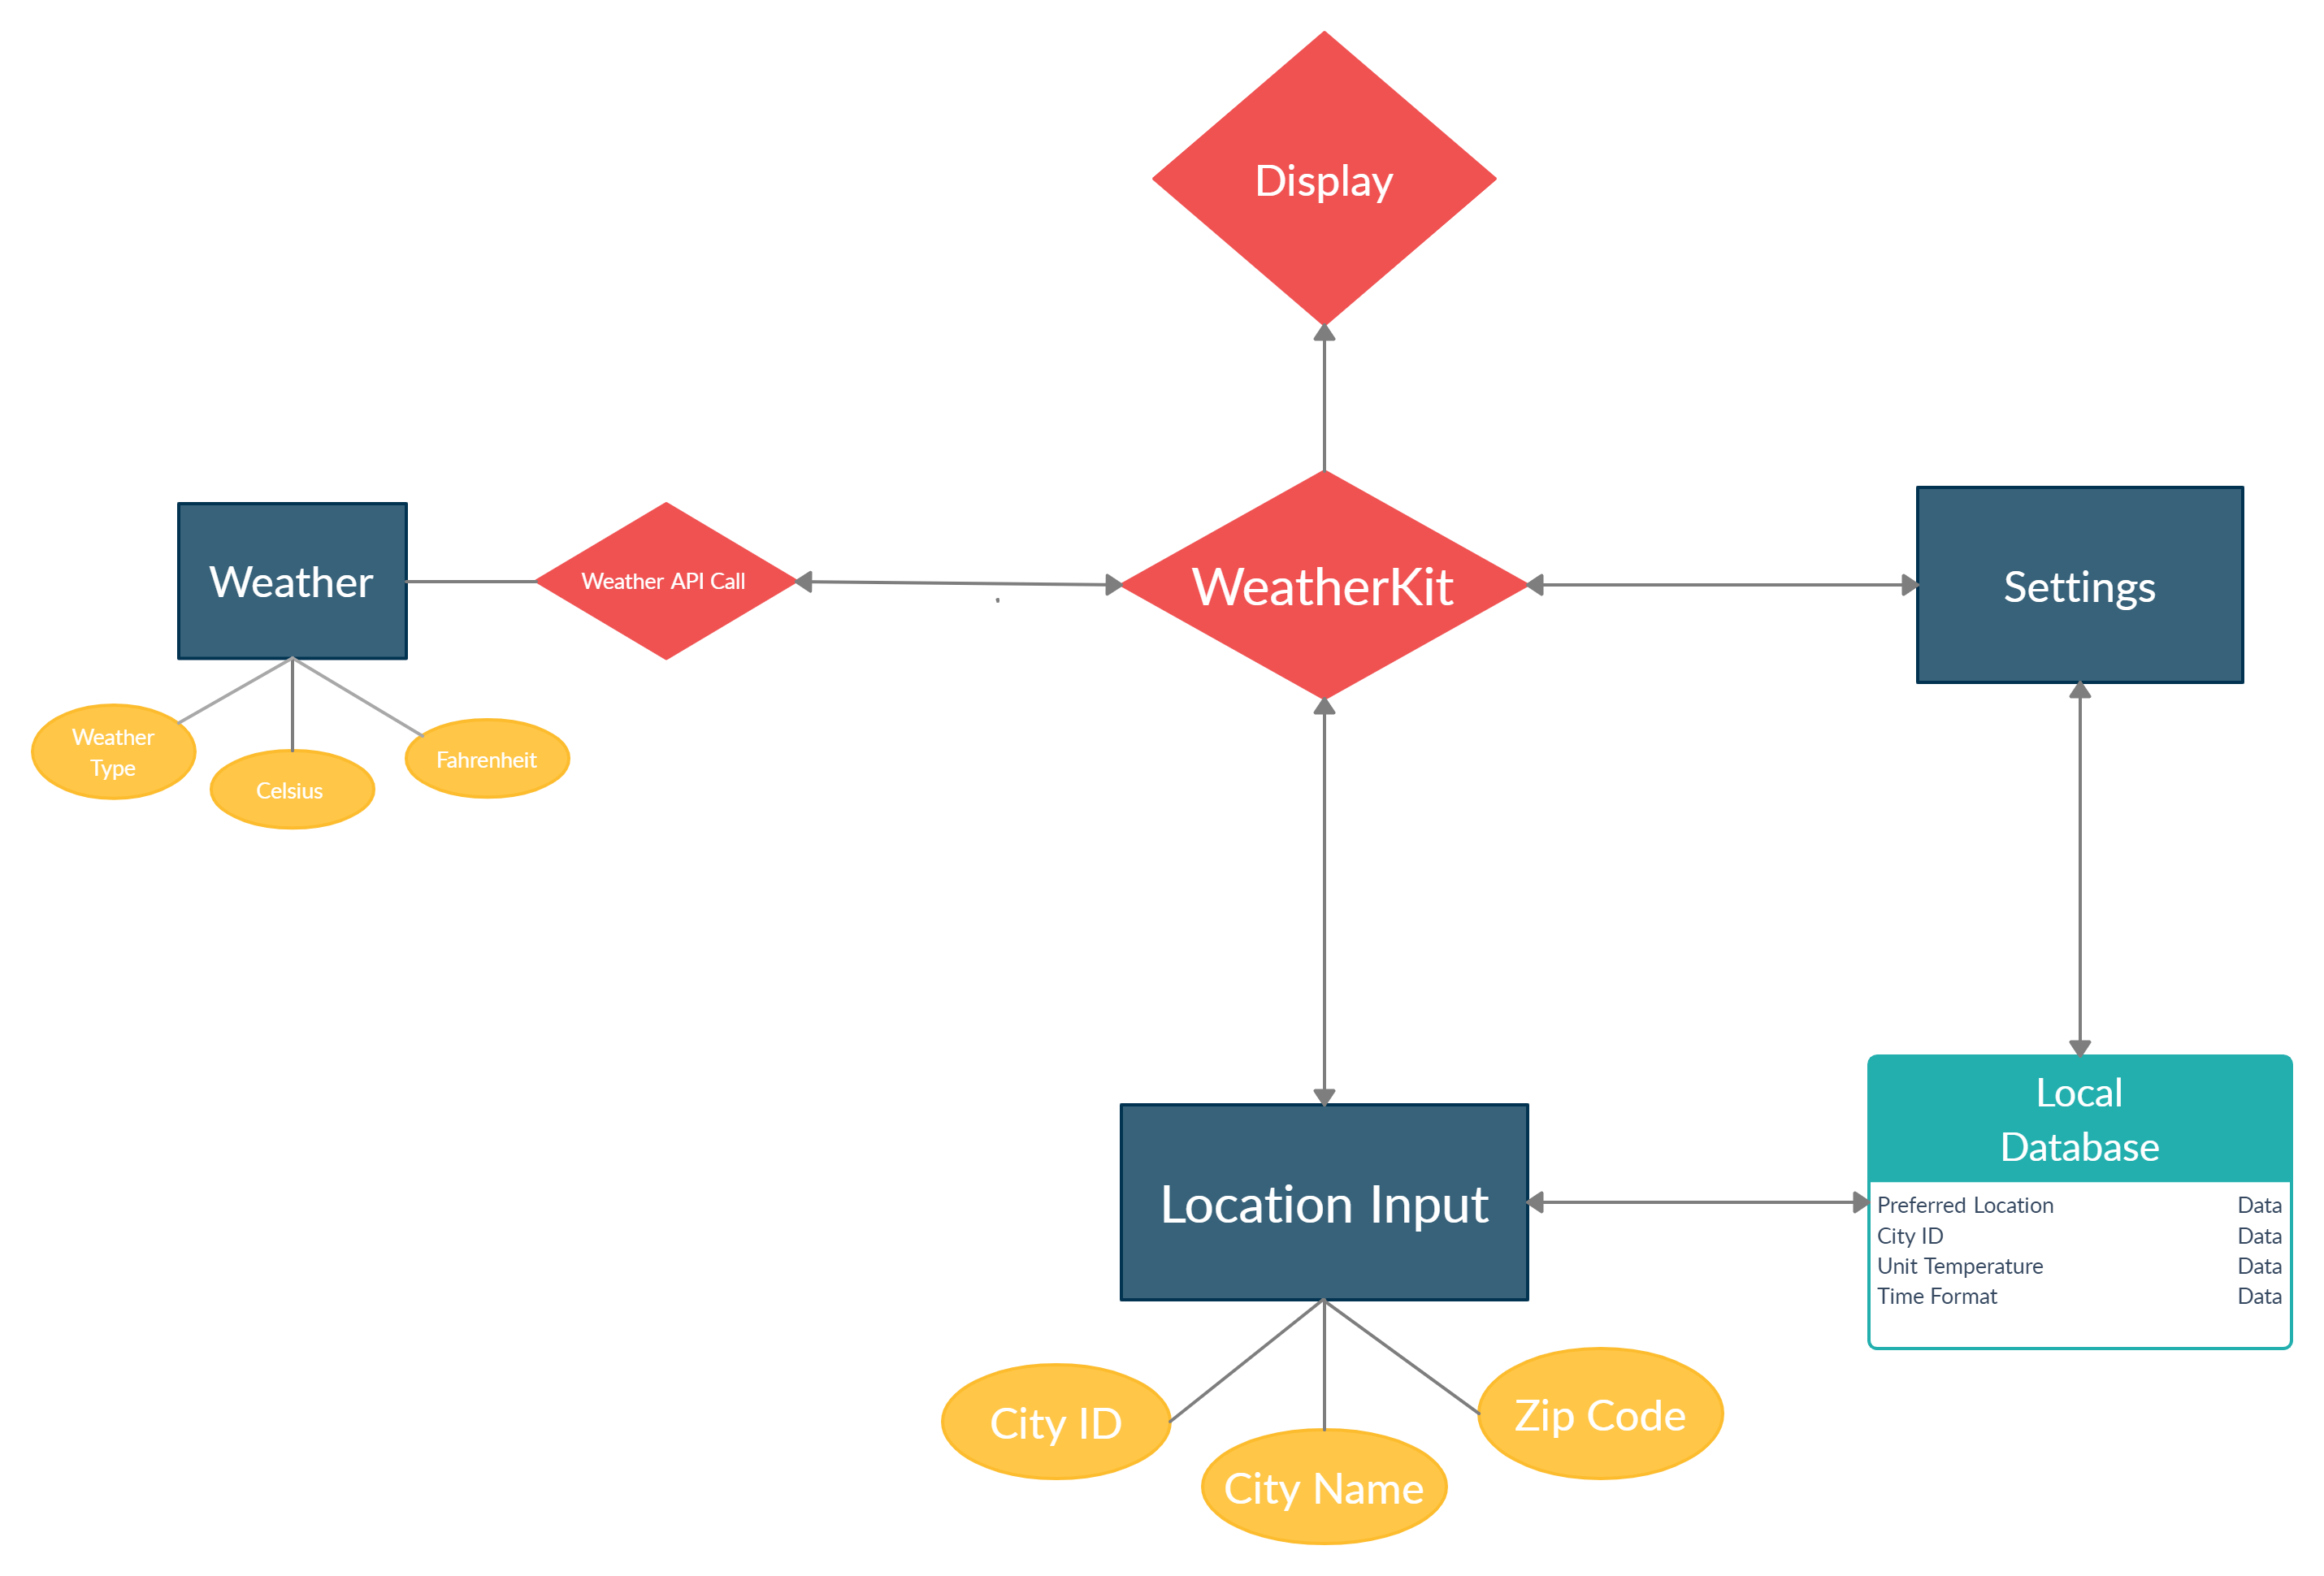 Display
Weather
Weather API Call
WeatherKit
Settings
Weather
Type
Celsius
Fahrenheit
Local
Database
Location Input
Preferred Location Data
City ID Data
Unit Temperature Data
Time Format Data
City ID
City Name
Zip Code